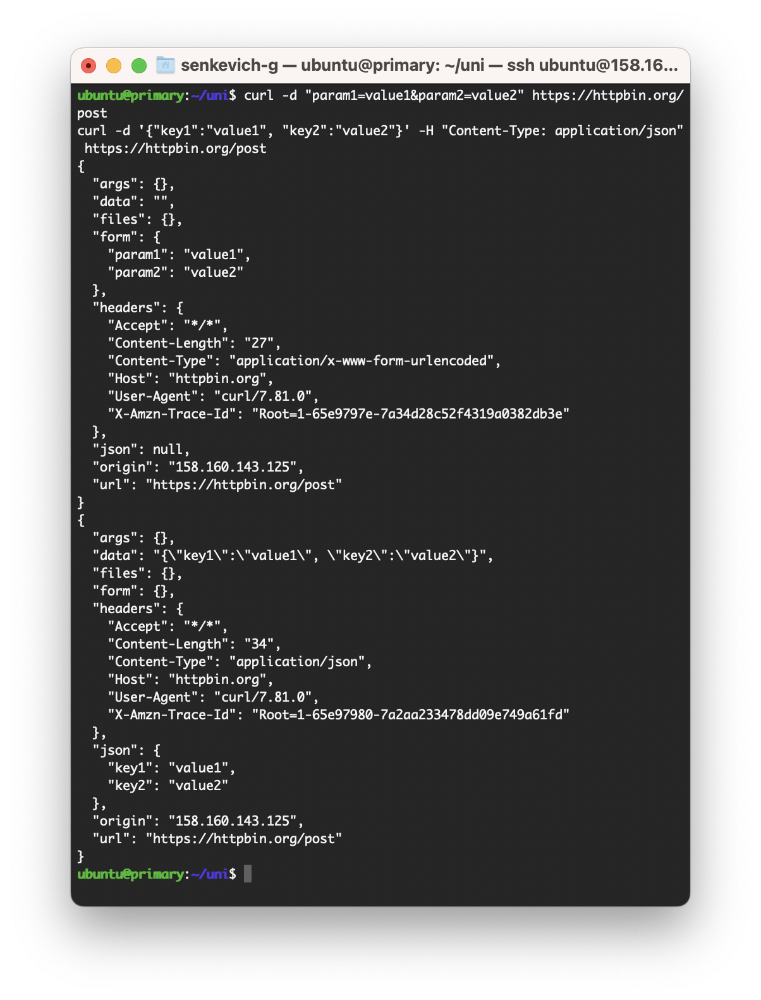 senkevich-g — ubuntu@primary: ~/uni — ssh ubuntu@158.16...
ubuntu@primary:~/uni$ curl -d "param1=value1&param2=value2" https://httpbin.org/
post
curl -d '{"key1":"value1", "key2":"value2"}' -H "Content-Type: application/json"
 https://httpbin.org/post
{
  "args": {},
  "data": "",
  "files": {},
  "form": {
    "param1": "value1",
    "param2": "value2"
  },
  "headers": {
    "Accept": "*/*",
    "Content-Length": "27",
    "Content-Type": "application/x-www-form-urlencoded",
    "Host": "httpbin.org",
    "User-Agent": "curl/7.81.0",
    "X-Amzn-Trace-Id": "Root=1-65e9797e-7a34d28c52f4319a0382db3e"
  },
  "json": null,
  "origin": "158.160.143.125",
  "url": "https://httpbin.org/post"
}
{
  "args": {},
  "data": "{\"key1\":\"value1\", \"key2\":\"value2\"}",
  "files": {},
  "form": {},
  "headers": {
    "Accept": "*/*",
    "Content-Length": "34",
    "Content-Type": "application/json",
    "Host": "httpbin.org",
    "User-Agent": "curl/7.81.0",
    "X-Amzn-Trace-Id": "Root=1-65e97980-7a2aa233478dd09e749a61fd"
  },
  "json": {
    "key1": "value1",
    "key2": "value2"
  },
  "origin": "158.160.143.125",
  "url": "https://httpbin.org/post"
}
ubuntu@primary:~/uni$